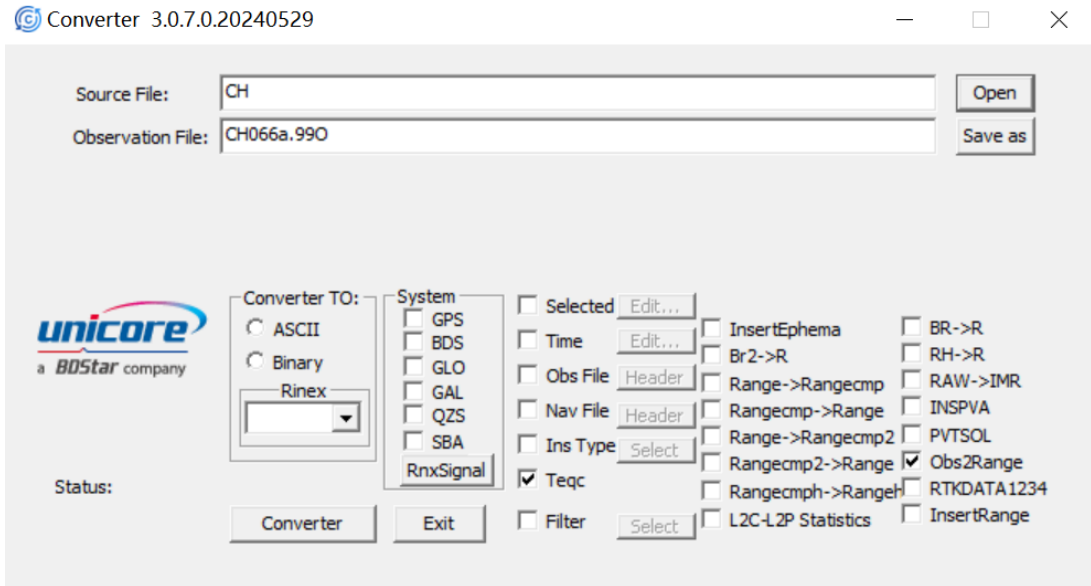 Converter 3.0.7.0.20240529
Source File: CH Open
Observation File: CH066a.99O Save as
unicore
a BDStar company
Status:
Converter TO:
ASCII
Binary
Rinex
System
GPS
BDS
GLO
GAL
QZS
SBA
RnxSignal
Converter Exit
Selected Edit...
Time Edit...
Obs File Header
Nav File Header
Ins Type Select
Teqc
Filter Select
InsertEphema
Br2->R
Range->Rangecmp
Rangecmp->Range
Range->Rangecmp2
Rangecmp2->Range
Rangecmph->Rangeh
L2C-L2P Statistics
BR->R
RH->R
RAW->IMR
INSPVA
PVTSOL
Obs2Range
RTKDATA1234
InsertRange